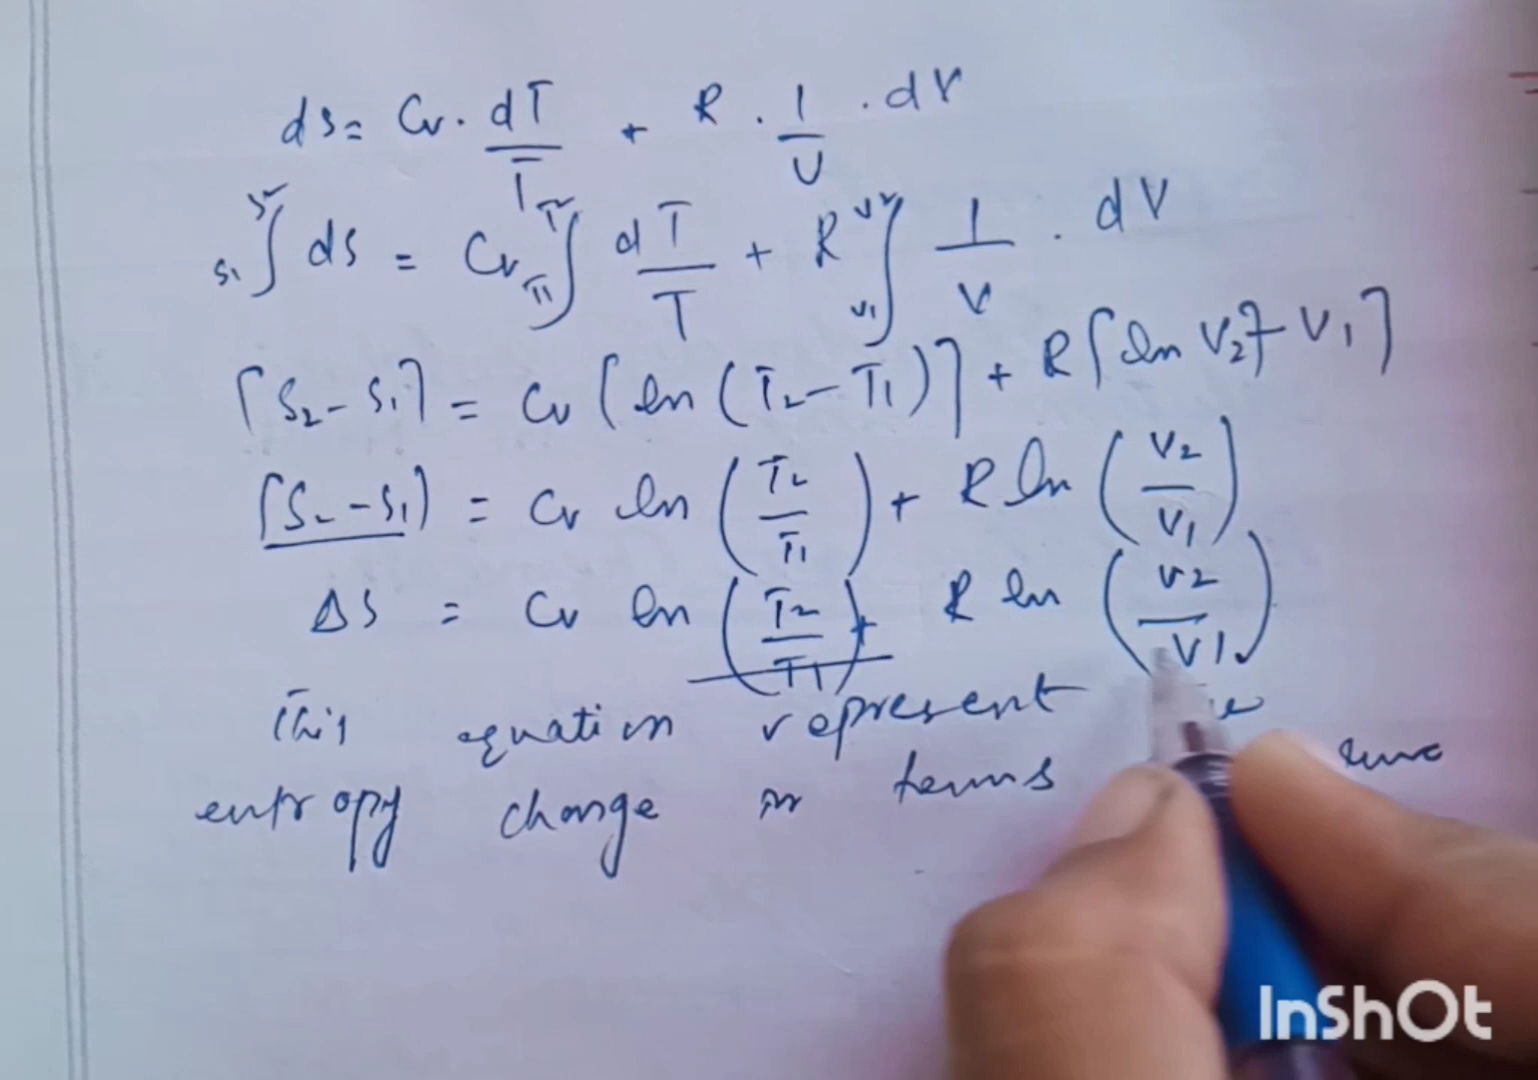 ds = Cv . dT/T + R . 1/V . dV
s1∫s2 ds = Cv T1∫T2 dT/T + R v1∫v2 1/V . dV
[S2 - S1] = Cv [ln (T2 - T1)] + R [ln V2 - V1]
[S2 - S1] = Cv ln (T2/T1) + R ln (V2/V1)
ΔS = Cv ln (T2/T1) + R ln (V2/V1)
This equation represent
entropy change in terms
InShOt